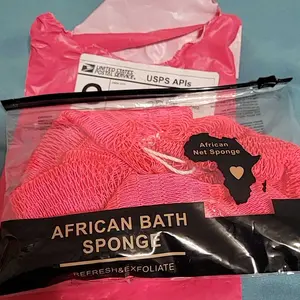 UNITED STATES
POSTAL SERVICE
USPS APIs
African
Net Sponge
AFRICAN BATH
SPONGE
REFRESH&EXFOLIATE